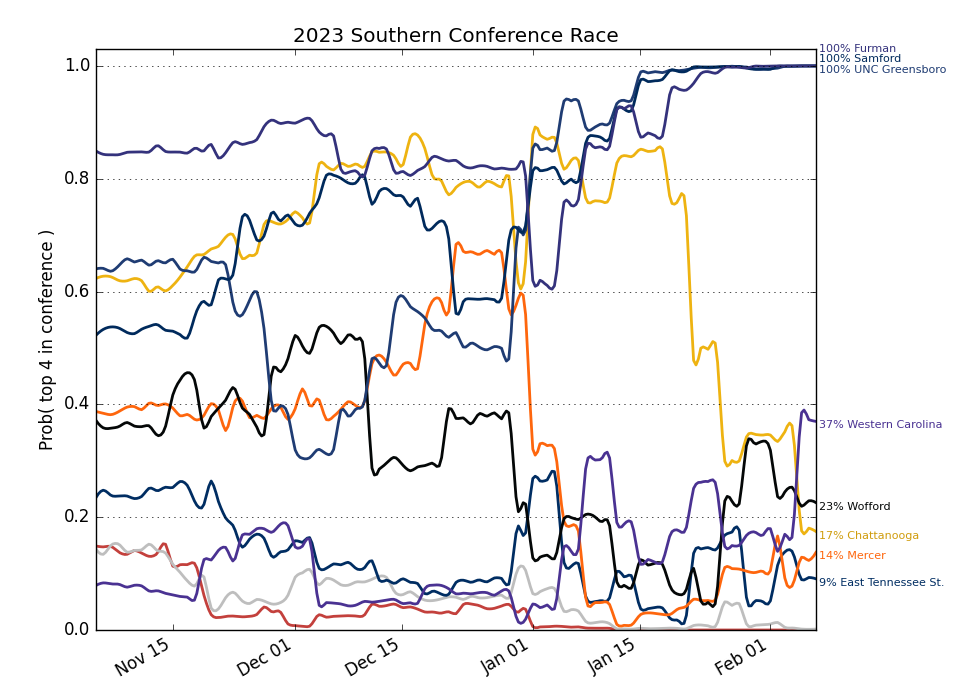 2023 Southern Conference Race
100% Furman
100% Samford
100% UNC Greensboro
1.0
0.8
0.6
0.4
0.2
0.0
Prob( top 4 in conference )
37% Western Carolina
23% Wofford
17% Chattanooga
14% Mercer
9% East Tennessee St.
Nov 15
Dec 01
Dec 15
Jan 01
Jan 15
Feb 01